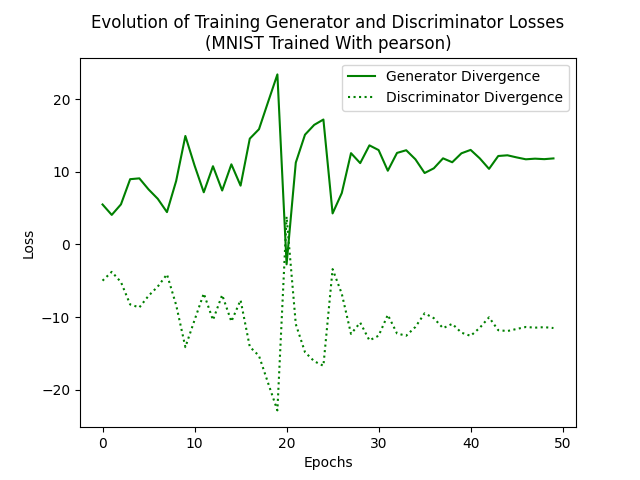 Evolution of Training Generator and Discriminator Losses
(MNIST Trained With pearson)
Generator Divergence
Discriminator Divergence
Loss
20
10
0
−10
−20
0 10 20 30 40 50
Epochs